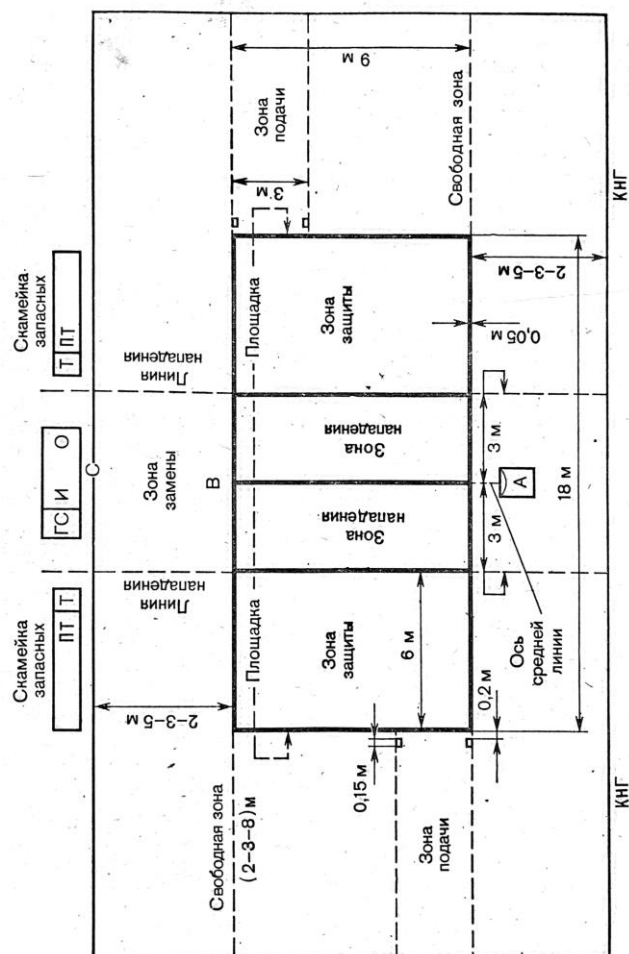 Скамейка
запасных
ПТ Т
ГС И О
С
Скамейка
запасных
Т ПТ
Линия
нападения
Зона
замены
В
Линия
нападения
2–3–5 м
Свободная зона
(2–3–8) м
Площадка
Площадка
3 м
Зона
подачи
9 м
Зона
защиты
Зона
нападения
Зона
нападения
Зона
защиты
6 м
0,15 м
0,2 м
Зона
подачи
Ось
средней
линии
3 м
3 м
А
18 м
0,05 м
2–3–5 м
Свободная зона
КНГ
КНГ